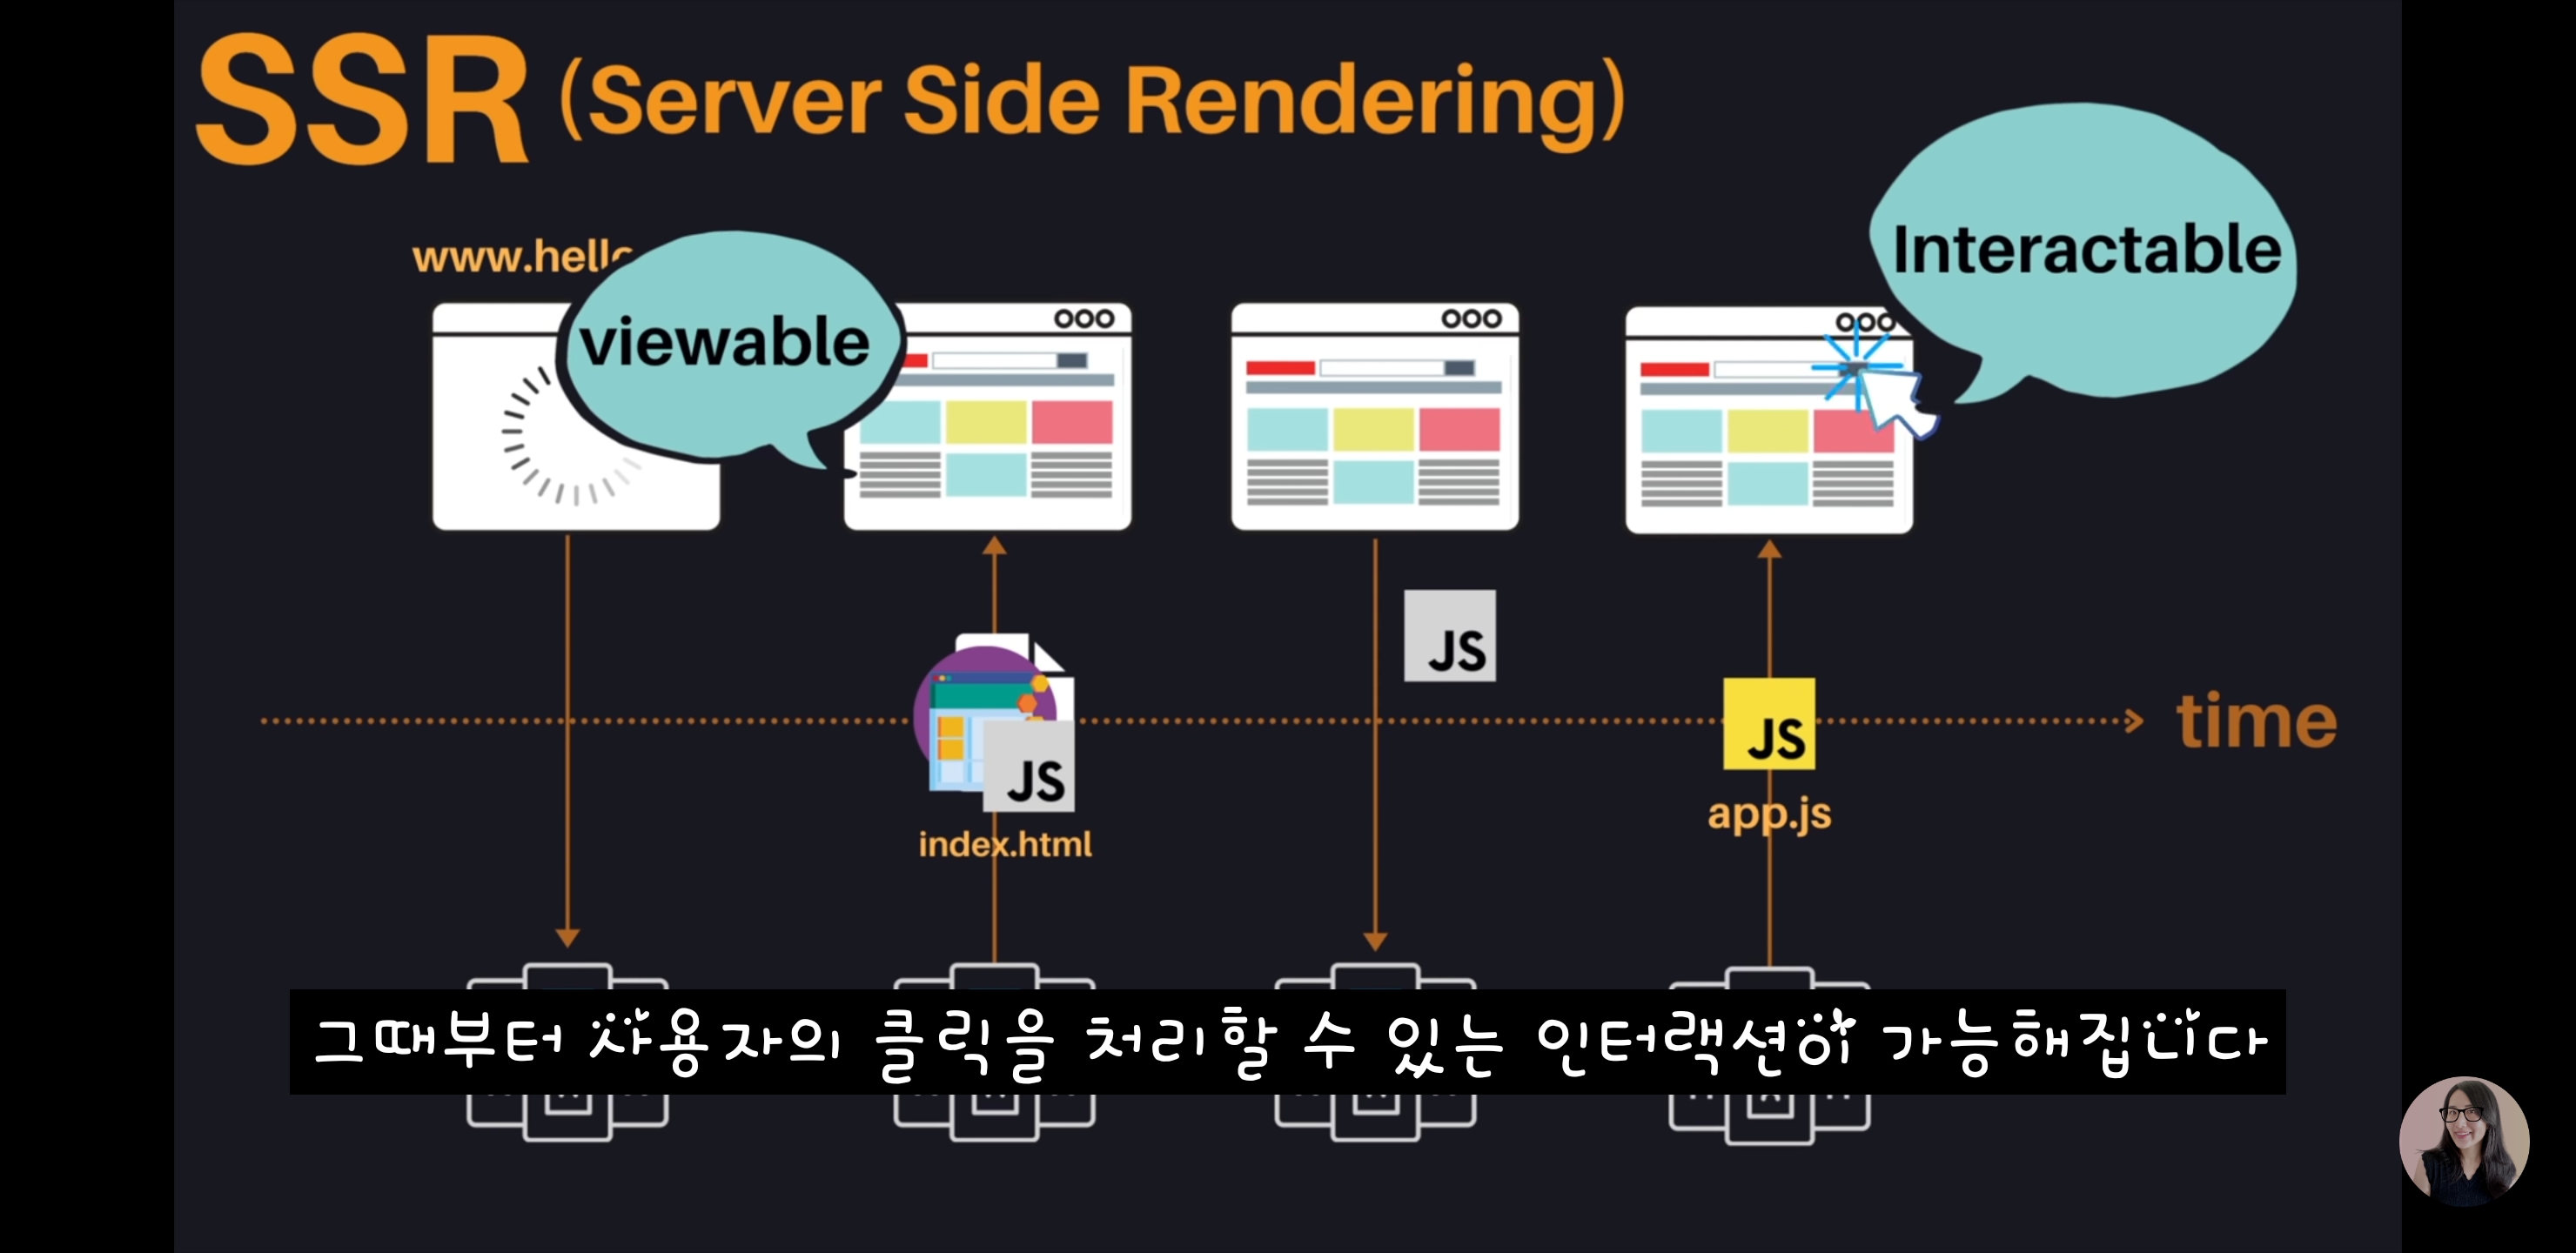 SSR (Server Side Rendering)
www.hello
viewable
Interactable
JS
JS
JS
time
app.js
index.html
그때부터 사용자의 클릭을 처리할 수 있는 인터랙션이 가능해집니다